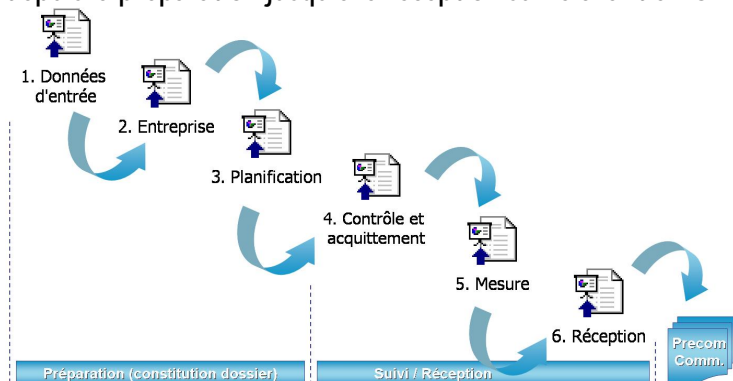 1. Données
d'entrée
2. Entreprise
3. Planification
4. Contrôle et
acquittement
5. Mesure
6. Réception
Precom
Comm.
Préparation (constitution dossier)
Suivi / Réception